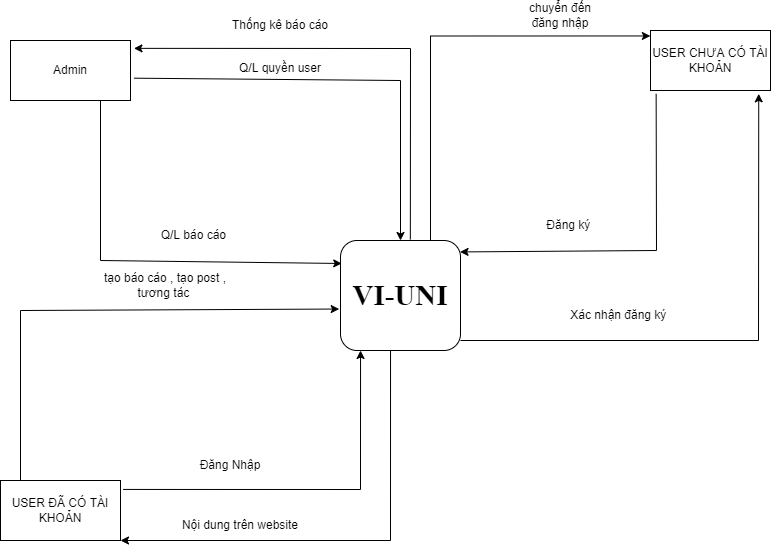 chuyển đến
đăng nhập
Thống kê báo cáo
USER CHƯA CÓ TÀI
KHOẢN
Admin
Q/L quyền user
Đăng ký
Q/L báo cáo
tạo báo cáo , tạo post ,
tương tác
VI-UNI
Xác nhận đăng ký
Đăng Nhập
USER ĐÃ CÓ TÀI
KHOẢN
Nội dung trên website